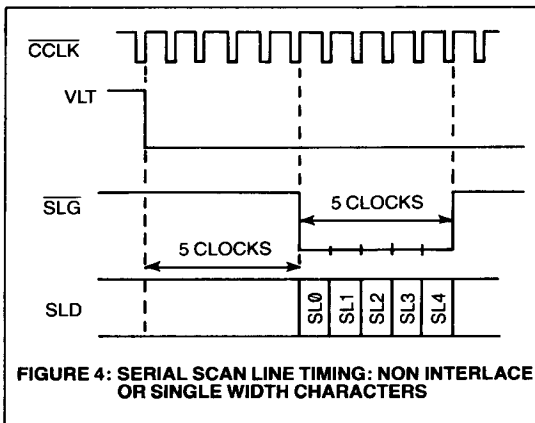 CCLK
VLT
SLG
5 CLOCKS
5 CLOCKS
SLD
SL0
SL1
SL2
SL3
SL4
FIGURE 4: SERIAL SCAN LINE TIMING: NON INTERLACE
OR SINGLE WIDTH CHARACTERS